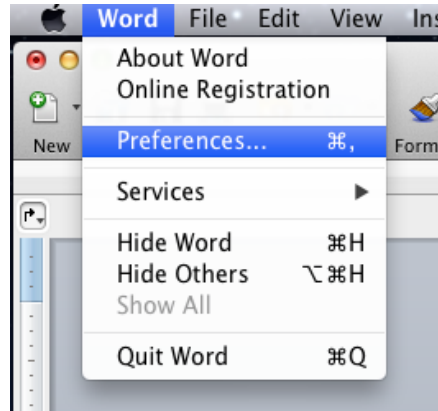 Word File Edit View Ins
About Word
Online Registration
New
Preferences... ⌘,
Form
Services
Hide Word ⌘H
Hide Others ⌥⌘H
Show All
Quit Word ⌘Q